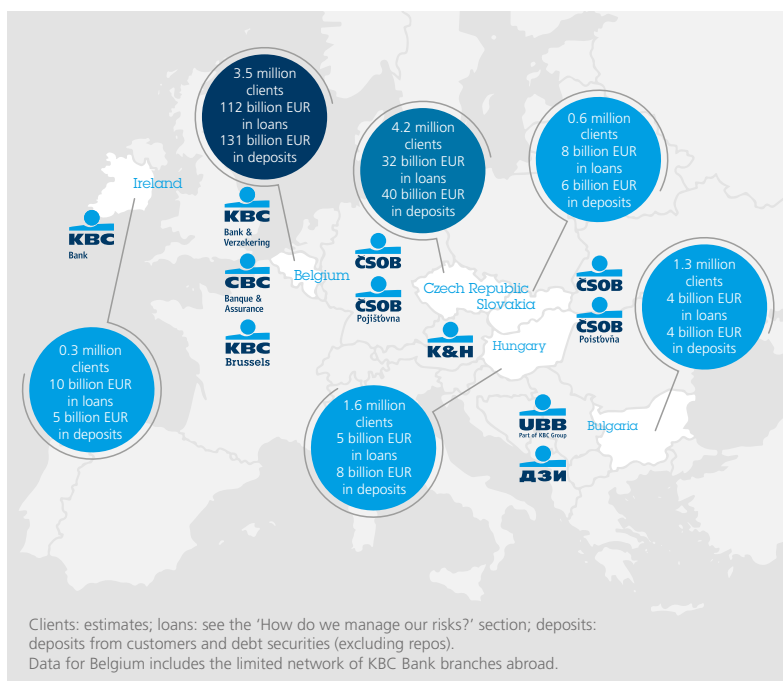 3.5 million
clients
112 billion EUR
in loans
131 billion EUR
in deposits
4.2 million
clients
32 billion EUR
in loans
40 billion EUR
in deposits
0.6 million
clients
8 billion EUR
in loans
6 billion EUR
in deposits
Ireland
KBC
Bank
KBC
Bank &
Verzekering
CBC
Banque &
Assurance
KBC
Brussels
Belgium
ČSOB
ČSOB
Pojišťovna
Czech Republic
Slovakia
ČSOB
ČSOB
Poisťovňa
1.3 million
clients
4 billion EUR
in loans
4 billion EUR
in deposits
K&H
Hungary
0.3 million
clients
10 billion EUR
in loans
5 billion EUR
in deposits
1.6 million
clients
5 billion EUR
in loans
8 billion EUR
in deposits
UBB
Part of KBC Group
ДЗИ
Bulgaria
Clients: estimates; loans: see the ‘How do we manage our risks?’ section; deposits:
deposits from customers and debt securities (excluding repos).
Data for Belgium includes the limited network of KBC Bank branches abroad.